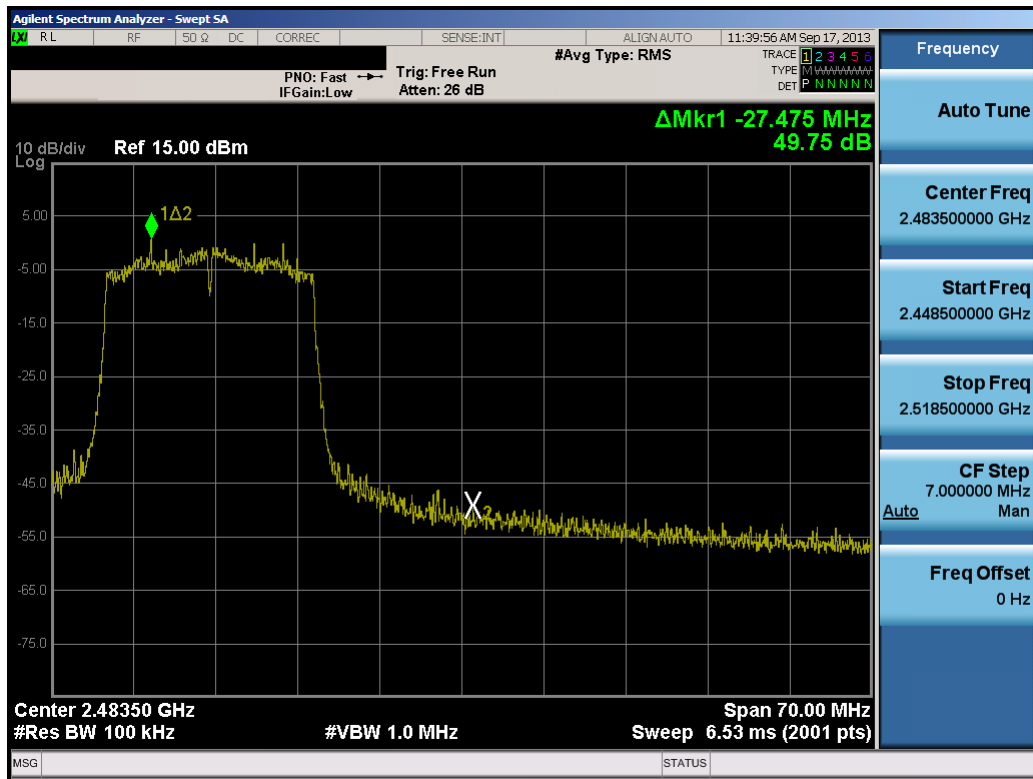 Agilent Spectrum Analyzer - Swept SA
LXI RL RF 50 Ω DC CORREC SENSE:INT ALIGN AUTO 11:39:56 AM Sep 17, 2013
#Avg Type: RMS
TRACE 1 2 3 4 5 6
PNO: Fast Trig: Free Run
TYPE M W W W W W
IFGain:Low Atten: 26 dB
DET P N N N N N
ΔMkr1 -27.475 MHz
49.75 dB
10 dB/div Ref 15.00 dBm
Log
5.00
1Δ2
-5.00
-15.0
-25.0
-35.0
-45.0
X
2
-55.0
-65.0
-75.0
Center 2.48350 GHz Span 70.00 MHz
#Res BW 100 kHz #VBW 1.0 MHz Sweep 6.53 ms (2001 pts)
MSG STATUS
Frequency
Auto Tune
Center Freq
2.483500000 GHz
Start Freq
2.448500000 GHz
Stop Freq
2.518500000 GHz
CF Step
7.000000 MHz
Auto Man
Freq Offset
0 Hz